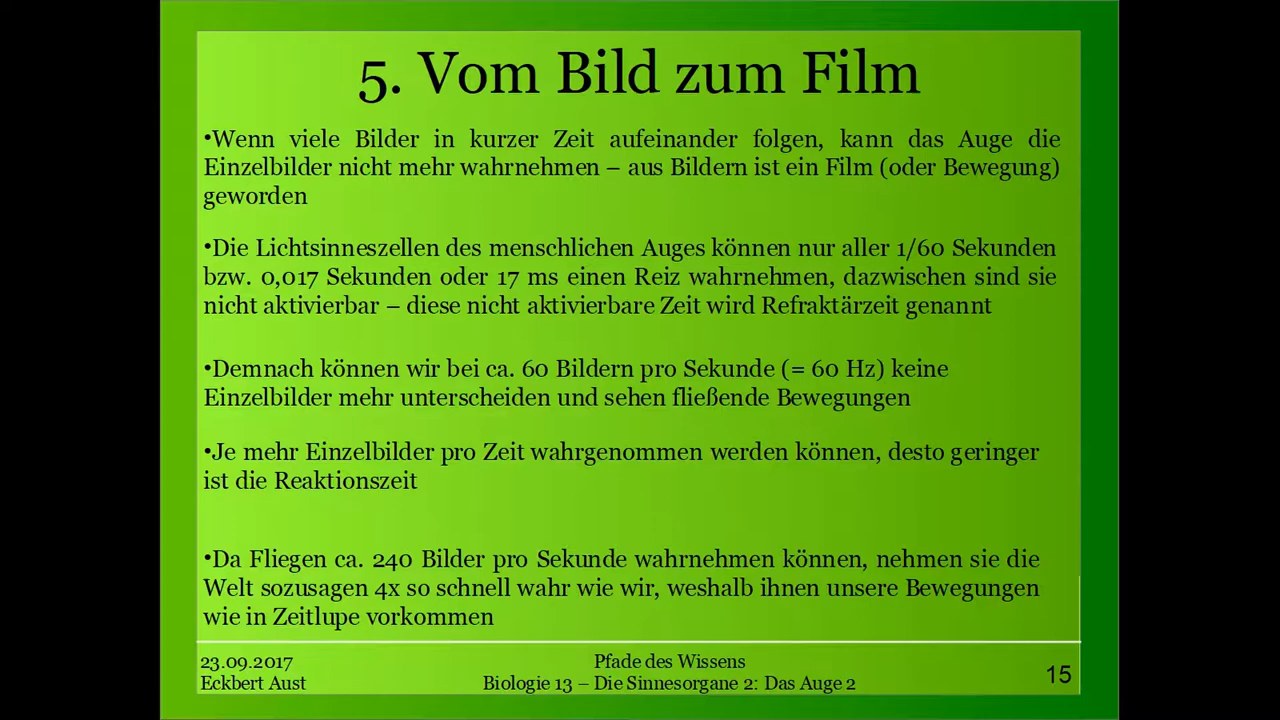 5. Vom Bild zum Film
•Wenn viele Bilder in kurzer Zeit aufeinander folgen, kann das Auge die
Einzelbilder nicht mehr wahrnehmen – aus Bildern ist ein Film (oder Bewegung)
geworden
•Die Lichtsinneszellen des menschlichen Auges können nur aller 1/60 Sekunden
bzw. 0,017 Sekunden oder 17 ms einen Reiz wahrnehmen, dazwischen sind sie
nicht aktivierbar – diese nicht aktivierbare Zeit wird Refraktärzeit genannt
•Demnach können wir bei ca. 60 Bildern pro Sekunde (= 60 Hz) keine
Einzelbilder mehr unterscheiden und sehen fließende Bewegungen
•Je mehr Einzelbilder pro Zeit wahrgenommen werden können, desto geringer
ist die Reaktionszeit
•Da Fliegen ca. 240 Bilder pro Sekunde wahrnehmen können, nehmen sie die
Welt sozusagen 4x so schnell wahr wie wir, weshalb ihnen unsere Bewegungen
wie in Zeitlupe vorkommen
23.09.2017
Eckbert Aust
Pfade des Wissens
Biologie 13 – Die Sinnesorgane 2: Das Auge 2
15